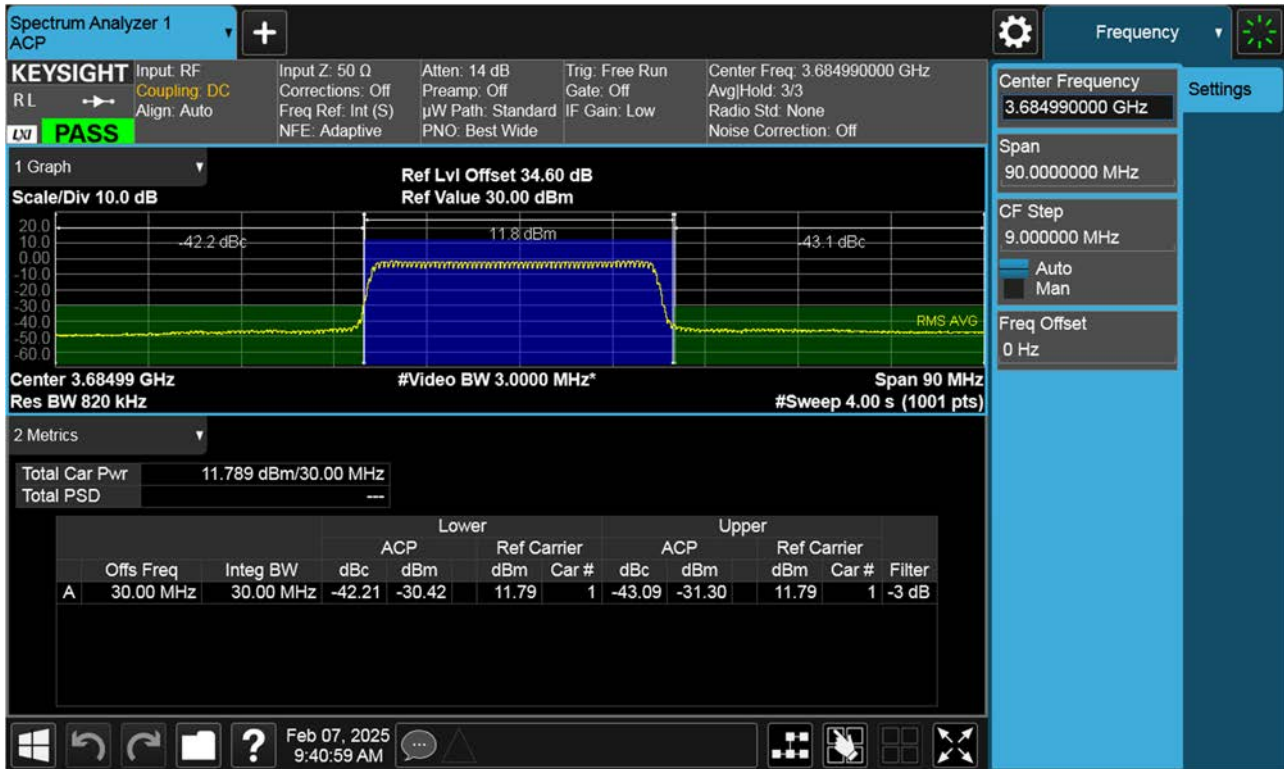 Spectrum Analyzer 1
ACP
+
Frequency
KEYSIGHT
RL
LXI PASS
Input: RF
Coupling: DC
Align: Auto
Input Z: 50 Ω
Corrections: Off
Freq Ref: Int (S)
NFE: Adaptive
Atten: 14 dB
Preamp: Off
µW Path: Standard
PNO: Best Wide
Trig: Free Run
Gate: Off
IF Gain: Low
Center Freq: 3.684990000 GHz
Avg|Hold: 3/3
Radio Std: None
Noise Correction: Off
1 Graph
Scale/Div 10.0 dB
Ref Lvl Offset 34.60 dB
Ref Value 30.00 dBm
20.0
10.0
0.00
-10.0
-20.0
-30.0
-40.0
-50.0
-60.0
-42.2 dBc
11.8 dBm
-43.1 dBc
RMS AVG
Center 3.68499 GHz #Video BW 3.0000 MHz* Span 90 MHz
Res BW 820 kHz #Sweep 4.00 s (1001 pts)
2 Metrics
Total Car Pwr 11.789 dBm/30.00 MHz
Total PSD ---
Lower Upper
ACP Ref Carrier ACP Ref Carrier
Offs Freq Integ BW dBc dBm dBm Car # dBc dBm dBm Car # Filter
A 30.00 MHz 30.00 MHz -42.21 -30.42 11.79 1 -43.09 -31.30 11.79 1 -3 dB
Center Frequency
3.684990000 GHz
Span
90.0000000 MHz
CF Step
9.000000 MHz
Auto
Man
Freq Offset
0 Hz
Settings
?
Feb 07, 2025
9:40:59 AM